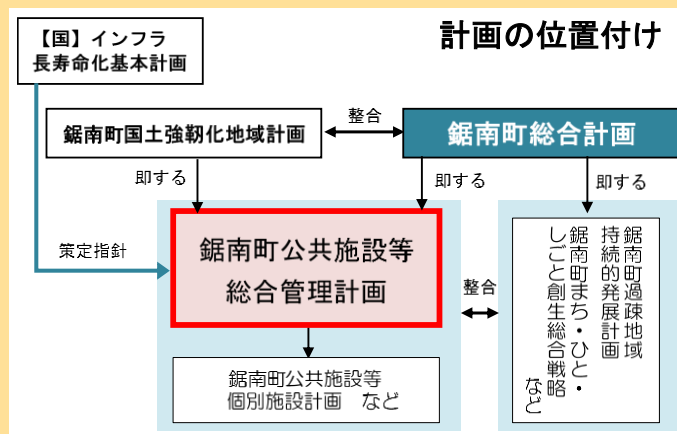 計画の位置付け
【国】インフラ
長寿命化基本計画
鋸南町国土強靭化地域計画
整合
鋸南町総合計画
即する
即する
即する
策定指針
鋸南町公共施設等
総合管理計画
整合
鋸南町過疎地域
持続的発展計画
鋸南町まち・ひと・
しごと創生総合戦略
など
鋸南町公共施設等
個別施設計画　など